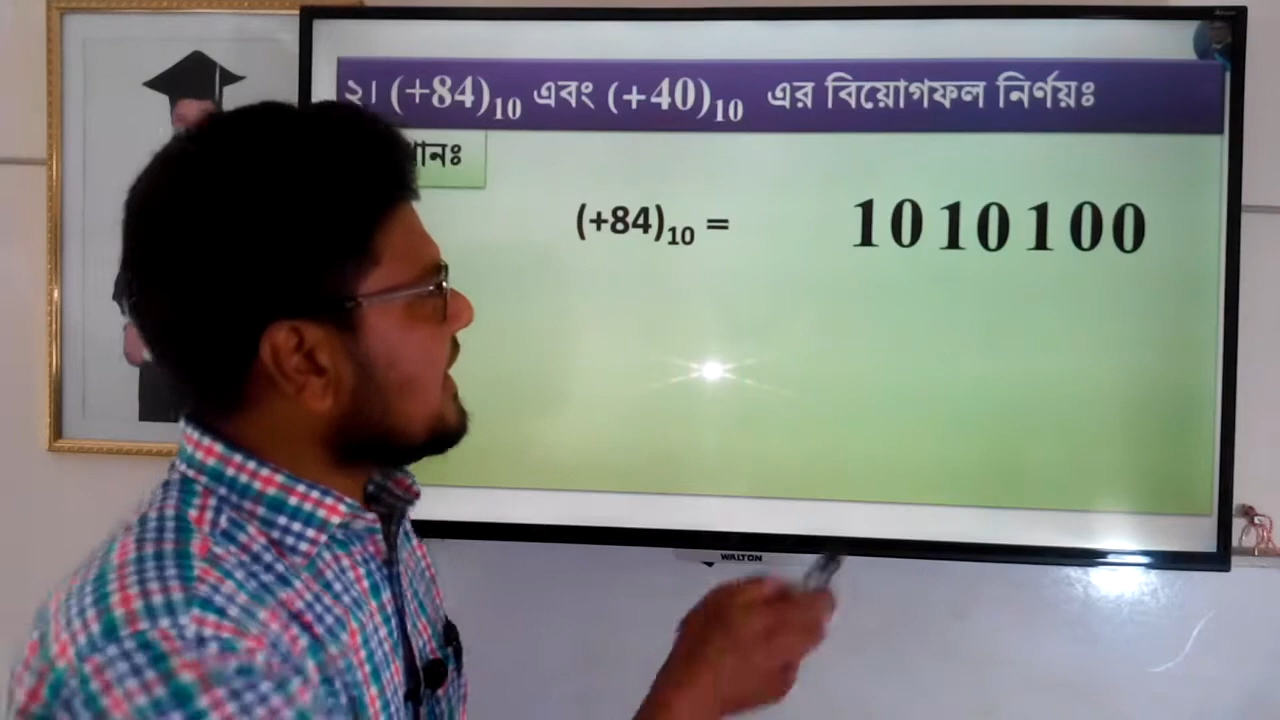 ২। (+84)₁₀ এবং (+40)₁₀ এর বিয়োগফল নির্ণয়ঃ
(+84)₁₀ = 1010100
WALTON